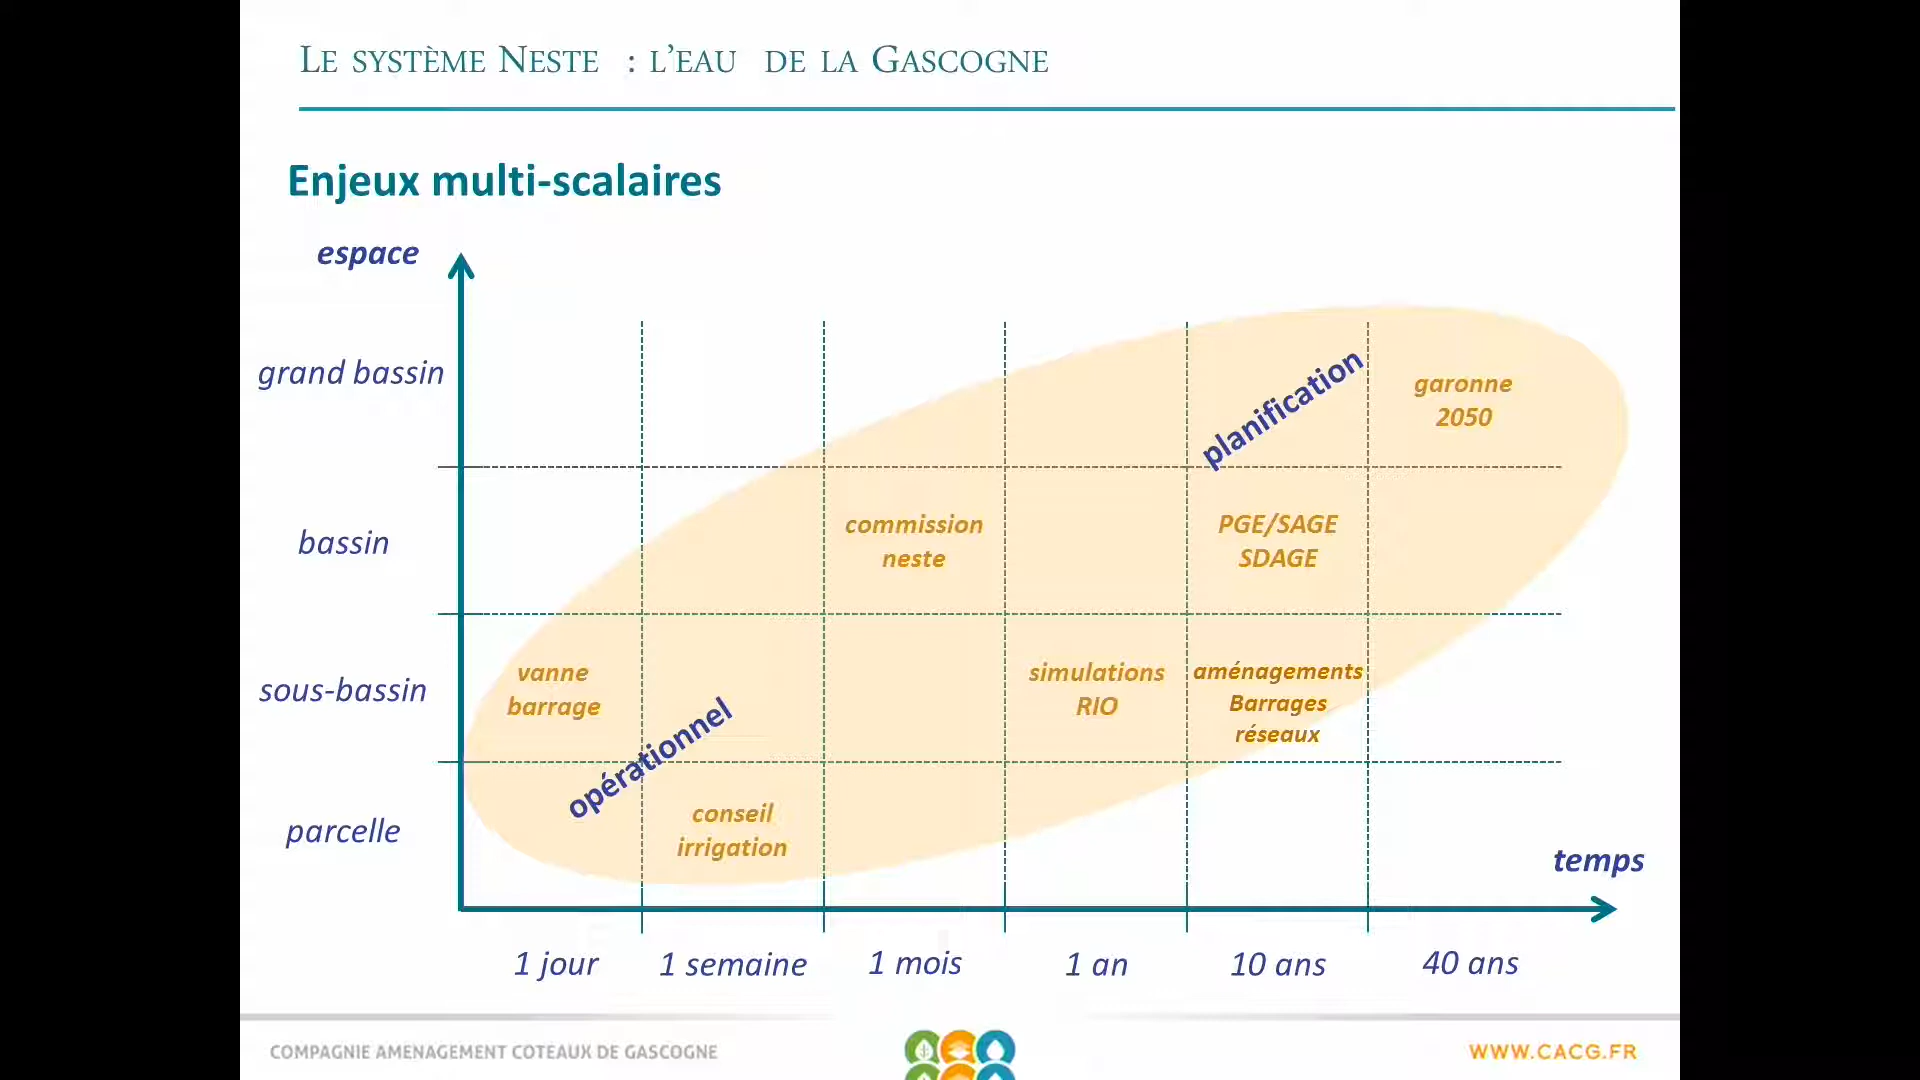 LE SYSTÈME NESTE : L'EAU DE LA GASCOGNE
Enjeux multi-scalaires
espace
grand bassin
planification
garonne
2050
bassin
commission
neste
PGE/SAGE
SDAGE
sous-bassin
vanne
barrage
opérationnel
simulations
RIO
aménagements
Barrages
réseaux
parcelle
conseil
irrigation
temps
1 jour
1 semaine
1 mois
1 an
10 ans
40 ans
COMPAGNIE AMENAGEMENT COTEAUX DE GASCOGNE
WWW.CACG.FR